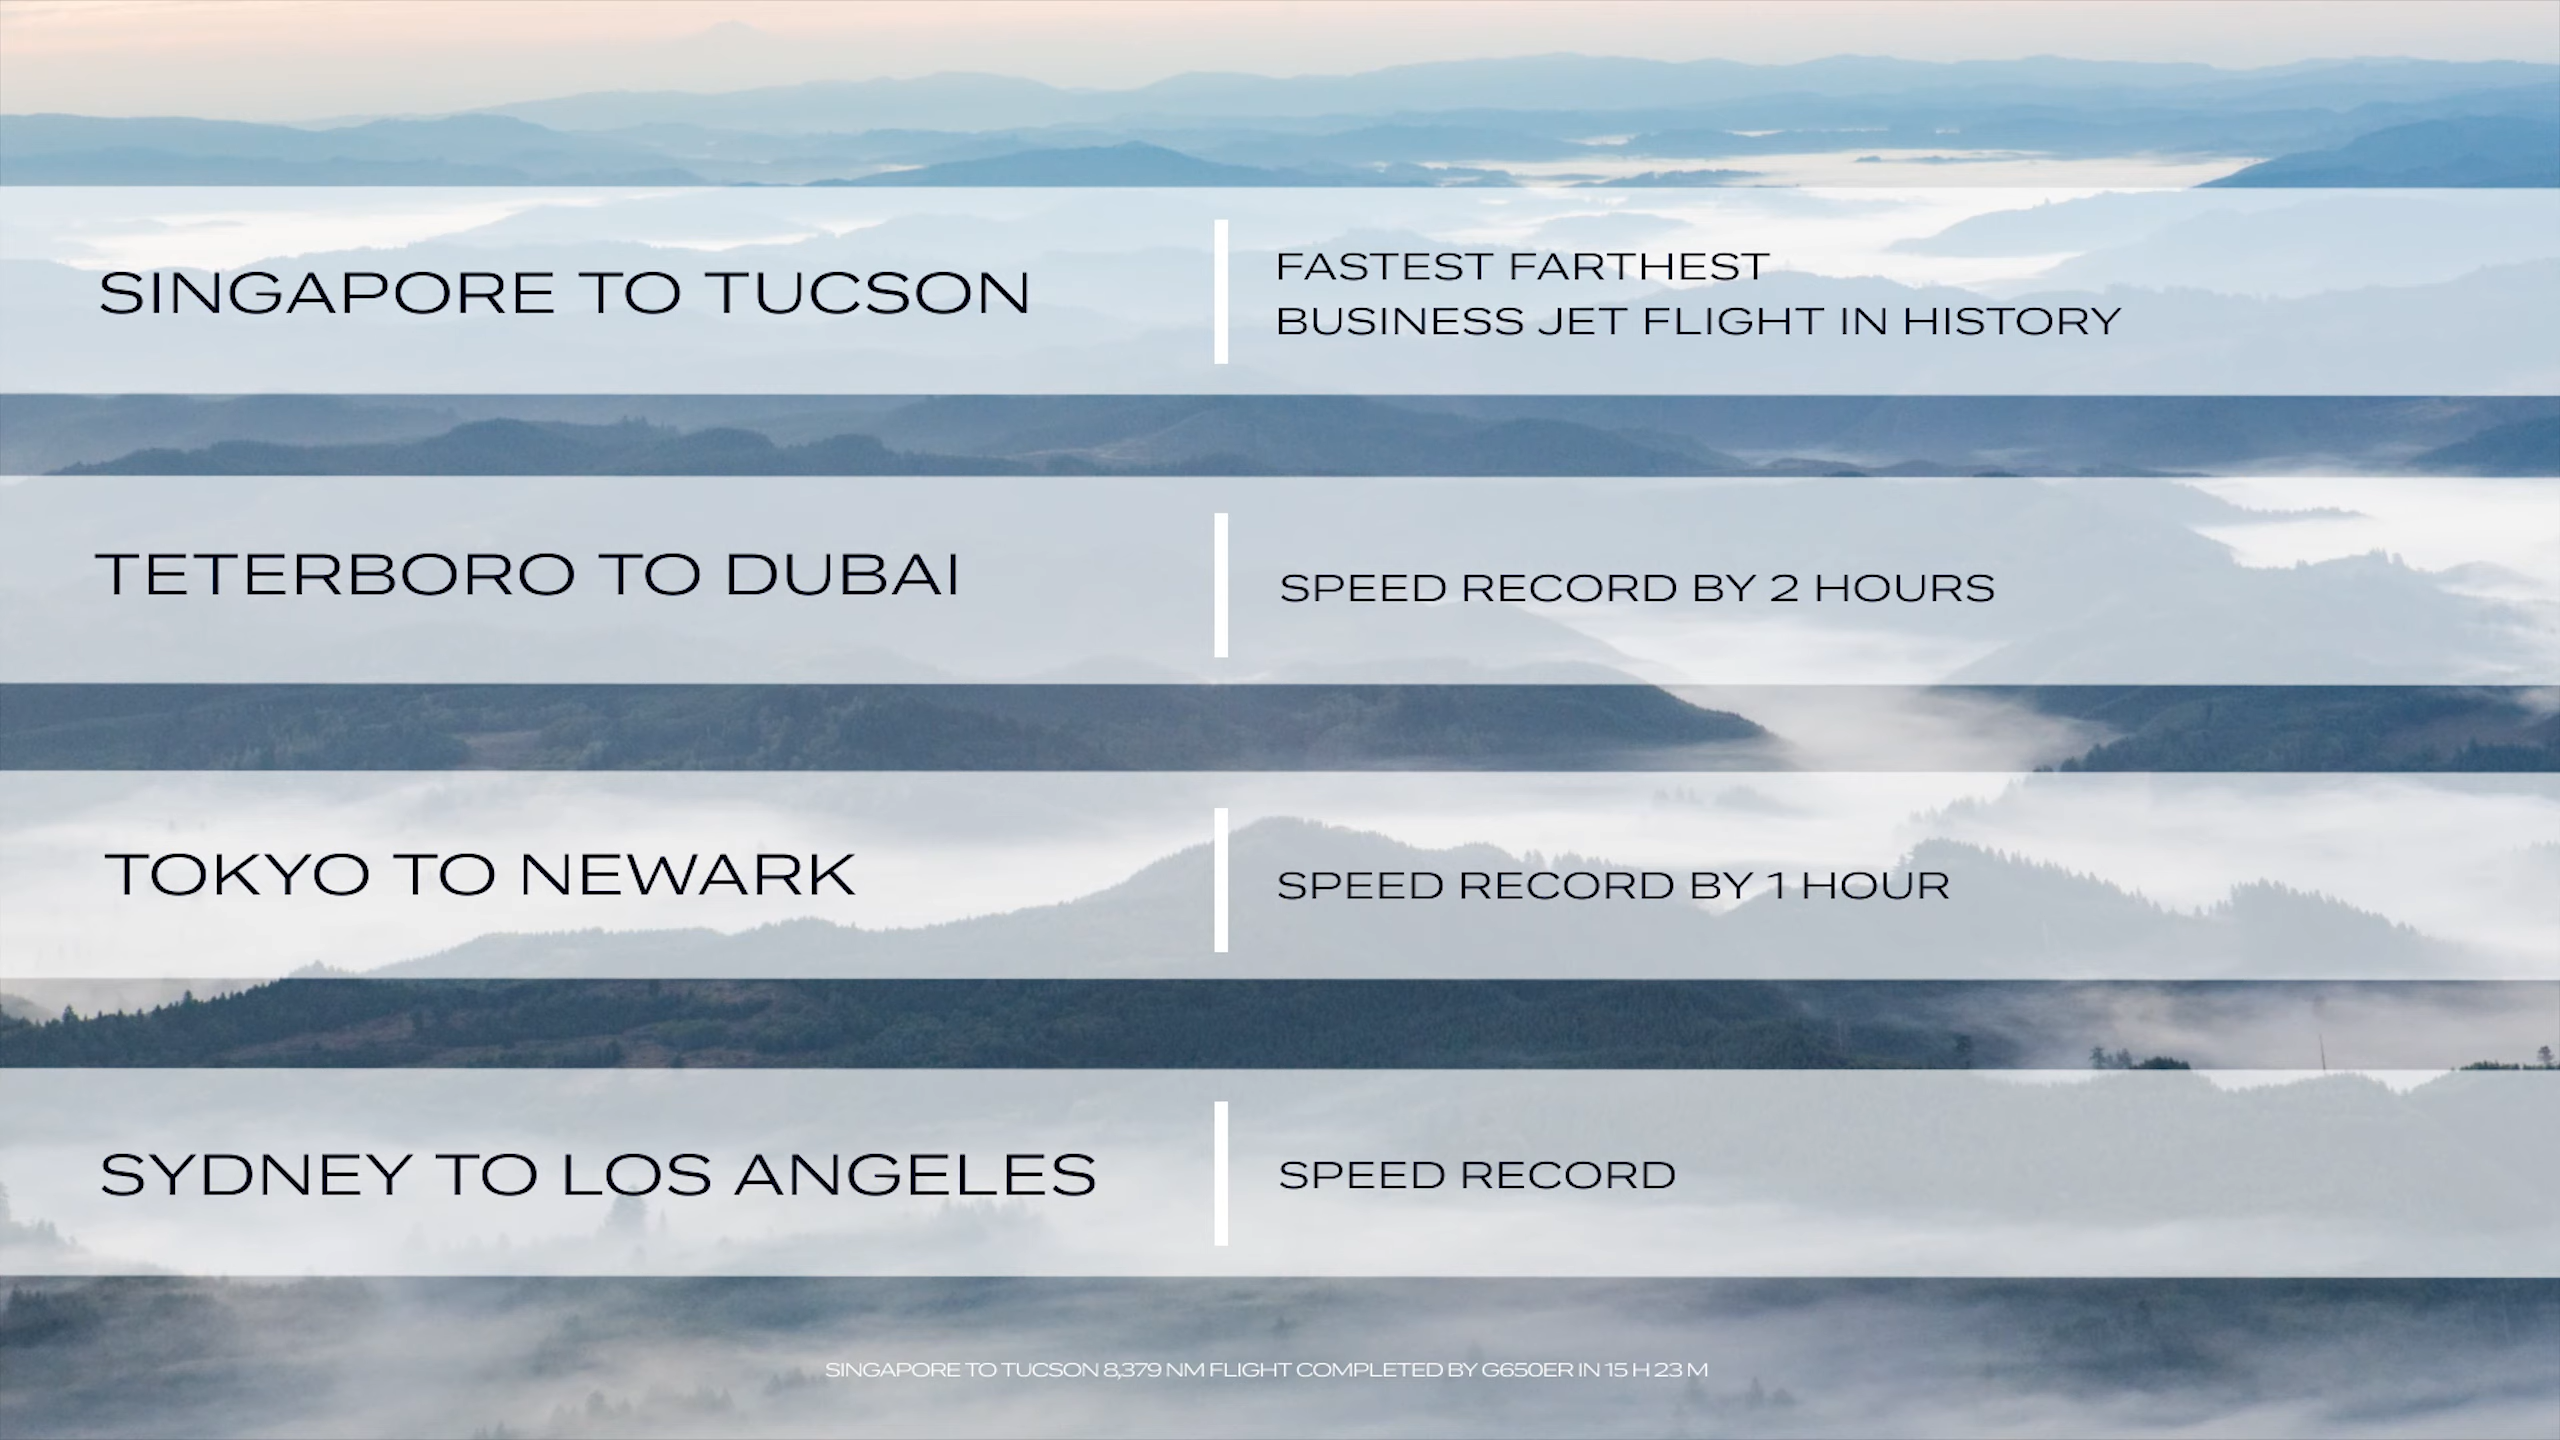 SINGAPORE TO TUCSON
FASTEST FARTHEST
BUSINESS JET FLIGHT IN HISTORY
TETERBORO TO DUBAI
SPEED RECORD BY 2 HOURS
TOKYO TO NEWARK
SPEED RECORD BY 1 HOUR
SYDNEY TO LOS ANGELES
SPEED RECORD
SINGAPORE TO TUCSON 8,379 NM FLIGHT COMPLETED BY G650ER IN 15 H 23 M